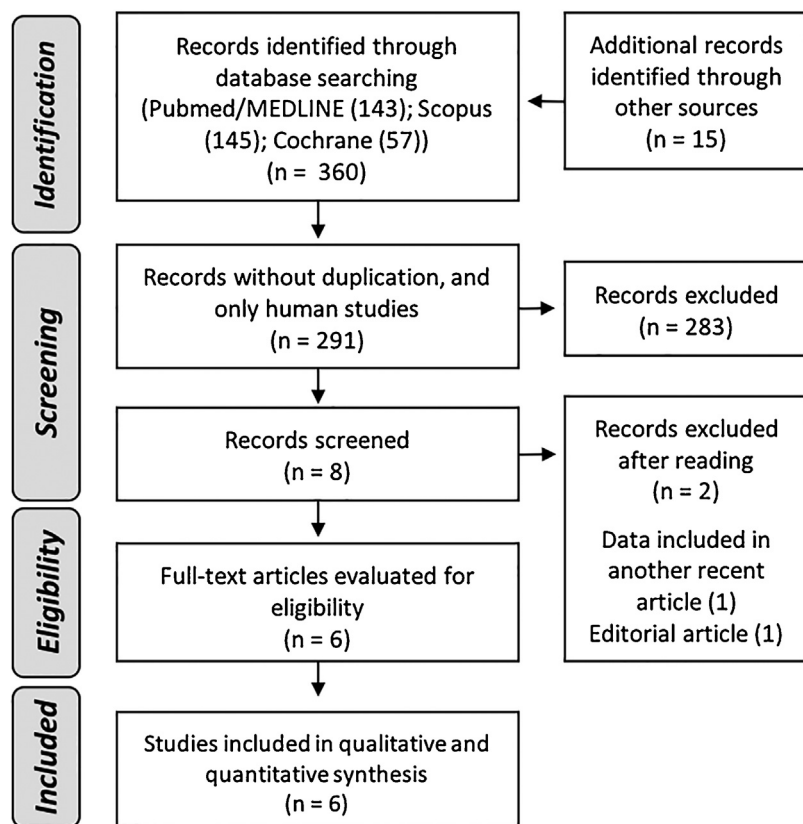 Identification
Records identified through
database searching
(Pubmed/MEDLINE (143); Scopus
(145); Cochrane (57))
(n = 360)
Additional records
identified through
other sources
(n = 15)
Screening
Records without duplication, and
only human studies
(n = 291)
Records excluded
(n = 283)
Records screened
(n = 8)
Records excluded
after reading
(n = 2)
Data included in
another recent
article (1)
Editorial article (1)
Eligibility
Full-text articles evaluated for
eligibility
(n = 6)
Included
Studies included in qualitative and
quantitative synthesis
(n = 6)